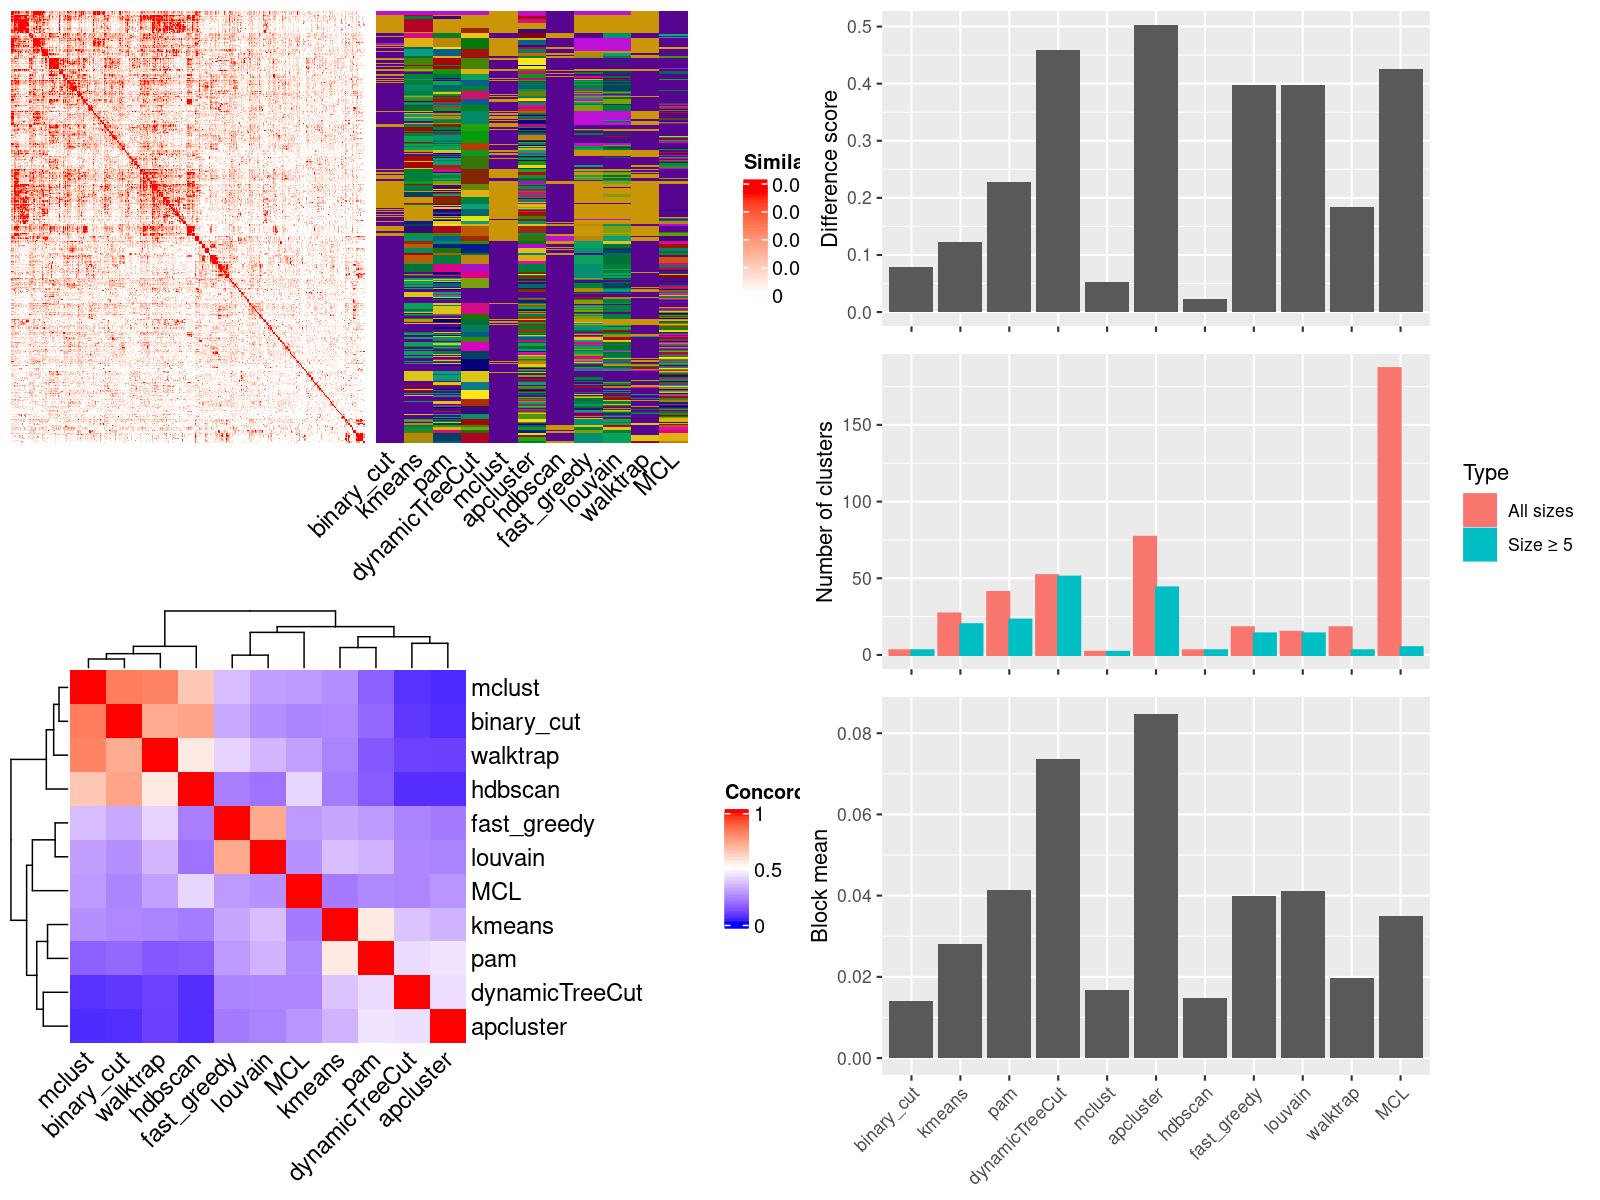 Simila
0.0
0.0
0.0
0.0
0
binary_cut
kmeans
pam
dynamicTreeCut
mclust
apcluster
hdbscan
fast_greedy
louvain
walktrap
MCL
mclust
binary_cut
walktrap
hdbscan
fast_greedy
louvain
MCL
kmeans
pam
dynamicTreeCut
apcluster
mclust
binary_cut
walktrap
hdbscan
fast_greedy
louvain
MCL
kmeans
pam
dynamicTreeCut
apcluster
Concord
1
0.5
0
Difference score
0.5
0.4
0.3
0.2
0.1
0.0
Number of clusters
150
100
50
0
Type
All sizes
Size ≥ 5
Block mean
0.08
0.06
0.04
0.02
0.00
binary_cut
kmeans
pam
dynamicTreeCut
mclust
apcluster
hdbscan
fast_greedy
louvain
walktrap
MCL